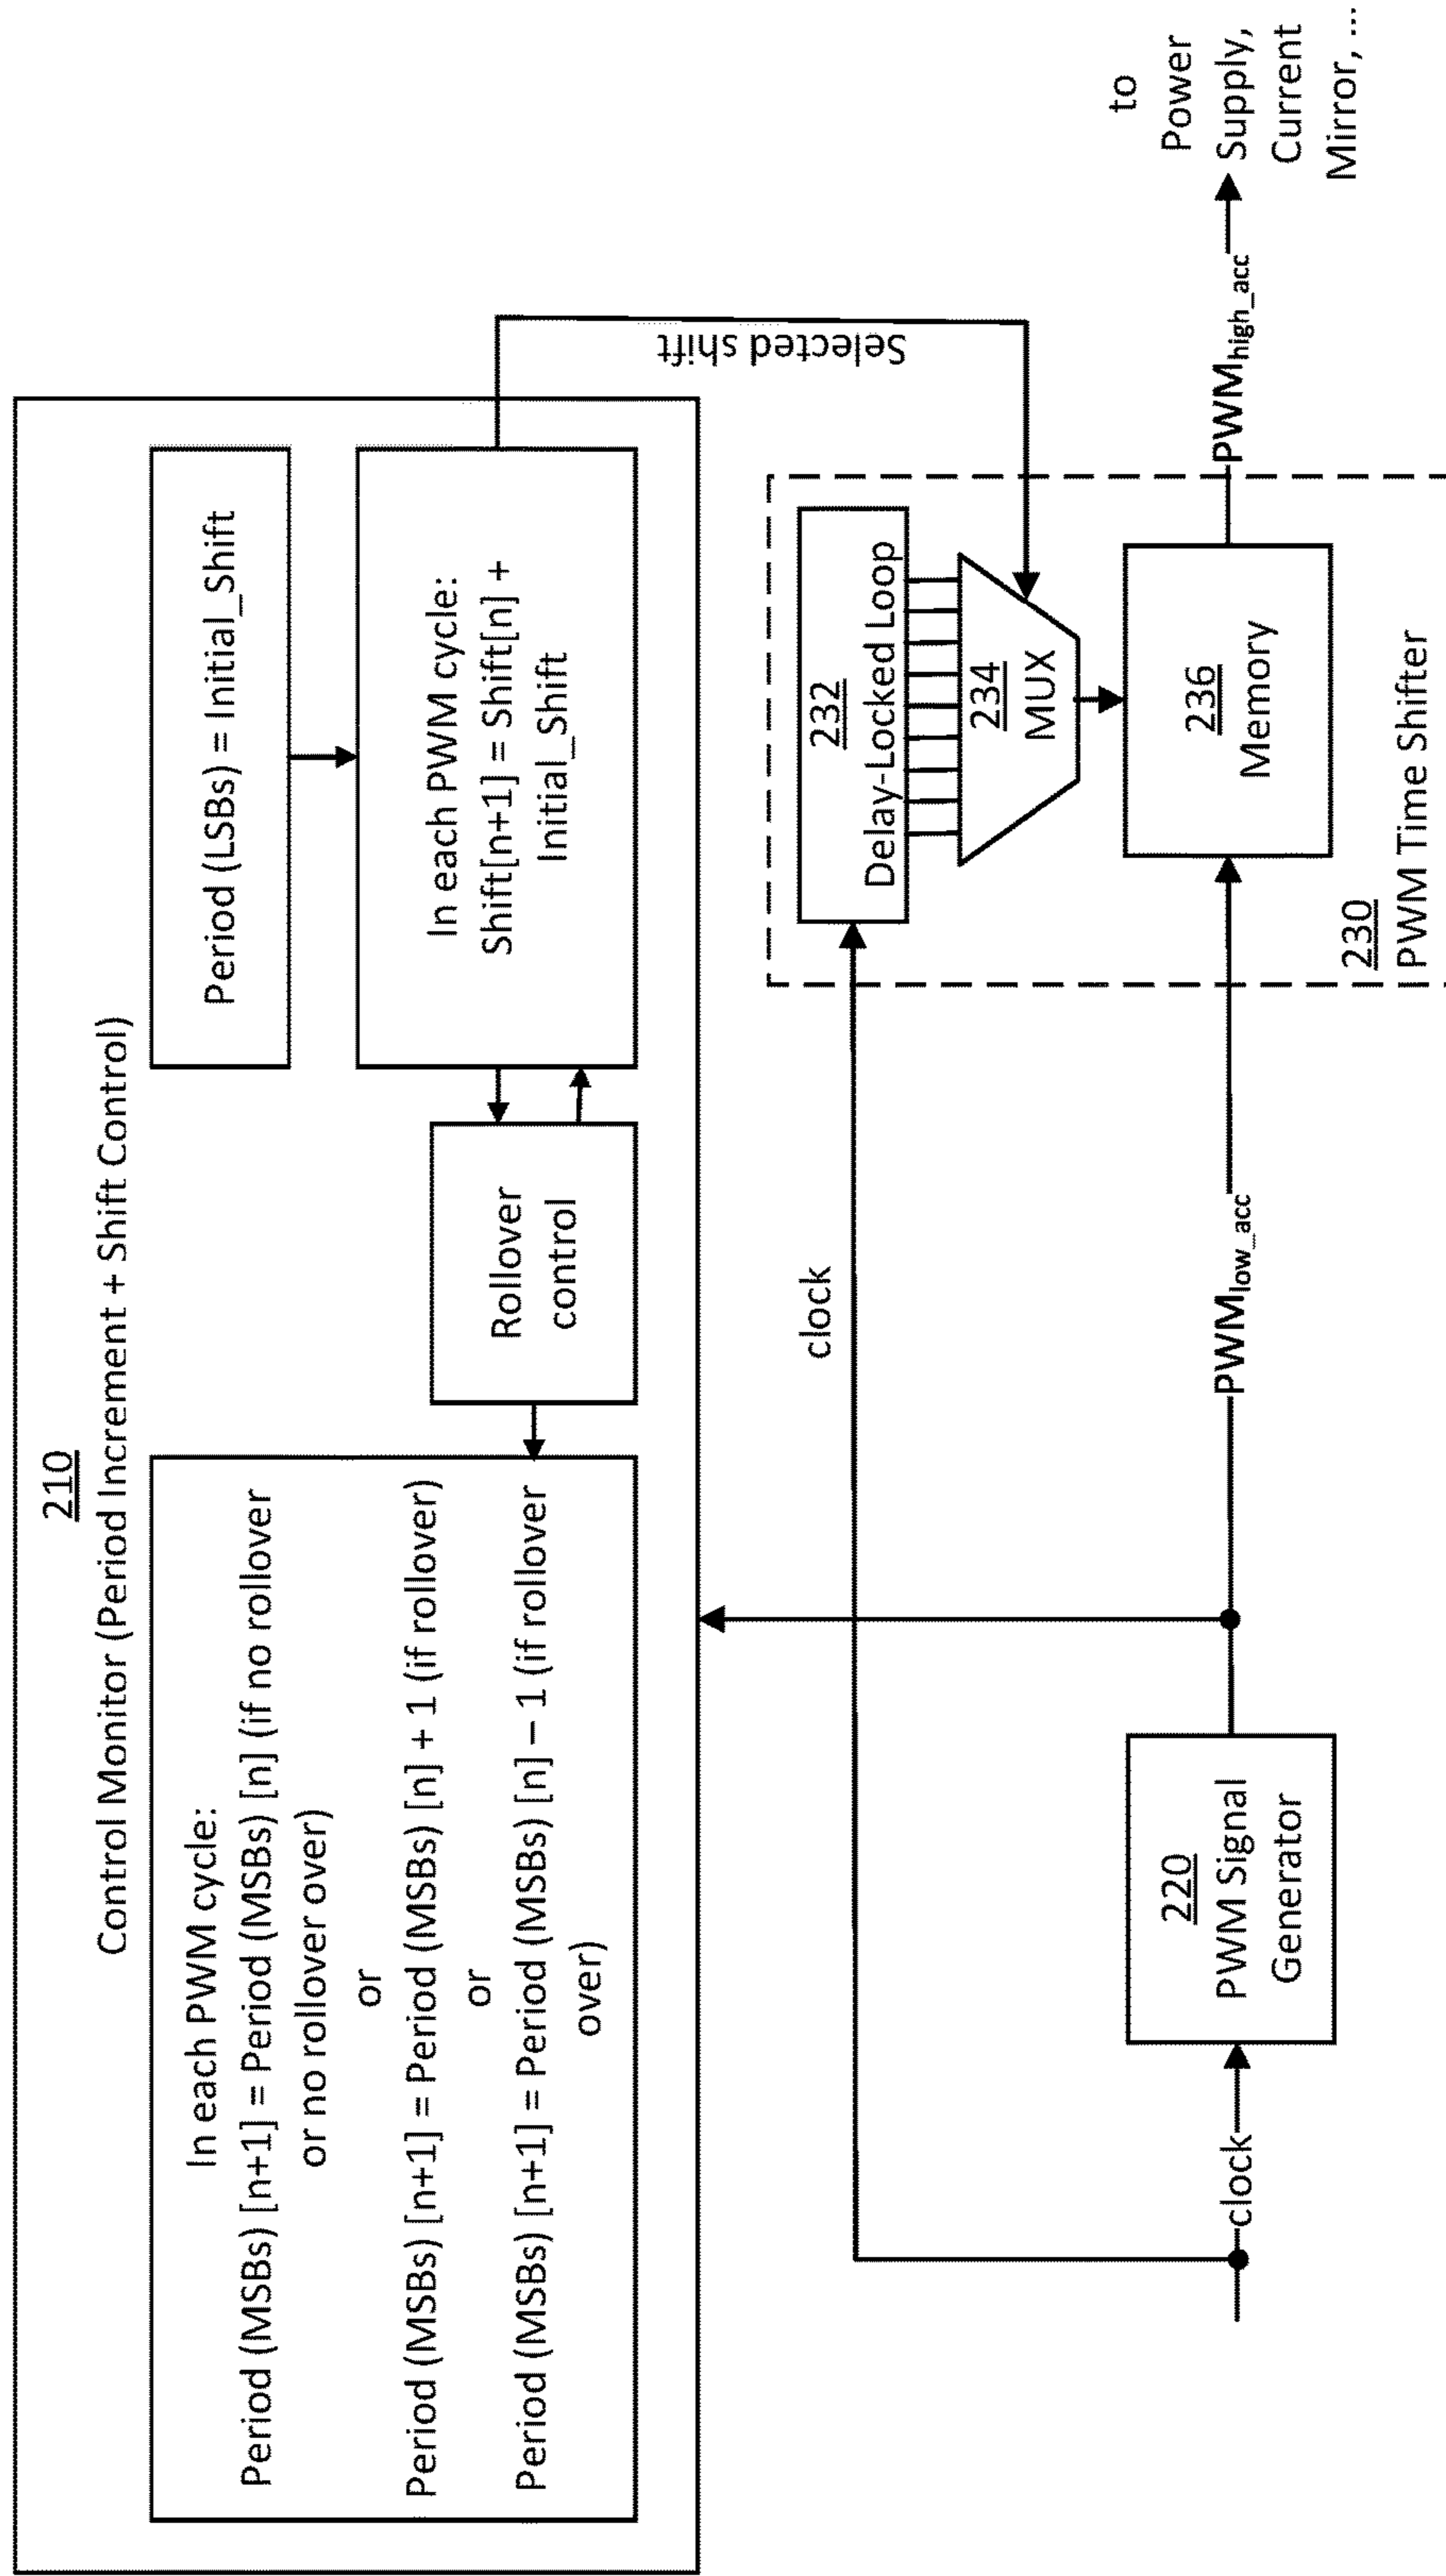 210
Control Monitor (Period Increment + Shift Control)
In each PWM cycle:
Period (MSBs) [n+1] = Period (MSBs) [n] (if no rollover
or no rollover over)
or
Period (MSBs) [n+1] = Period (MSBs) [n] + 1 (if rollover)
or
Period (MSBs) [n+1] = Period (MSBs) [n] – 1 (if rollover
over)
Rollover
control
Period (LSBs) = Initial_Shift
In each PWM cycle:
Shift[n+1] = Shift[n] +
Initial_Shift
Selected shift
clock
232
Delay-Locked Loop
234
MUX
236
Memory
230
PWM Time Shifter
clock
220
PWM Signal
Generator
PWMlow_acc
PWMhigh_acc
to
Power
Supply,
Current
Mirror, ...